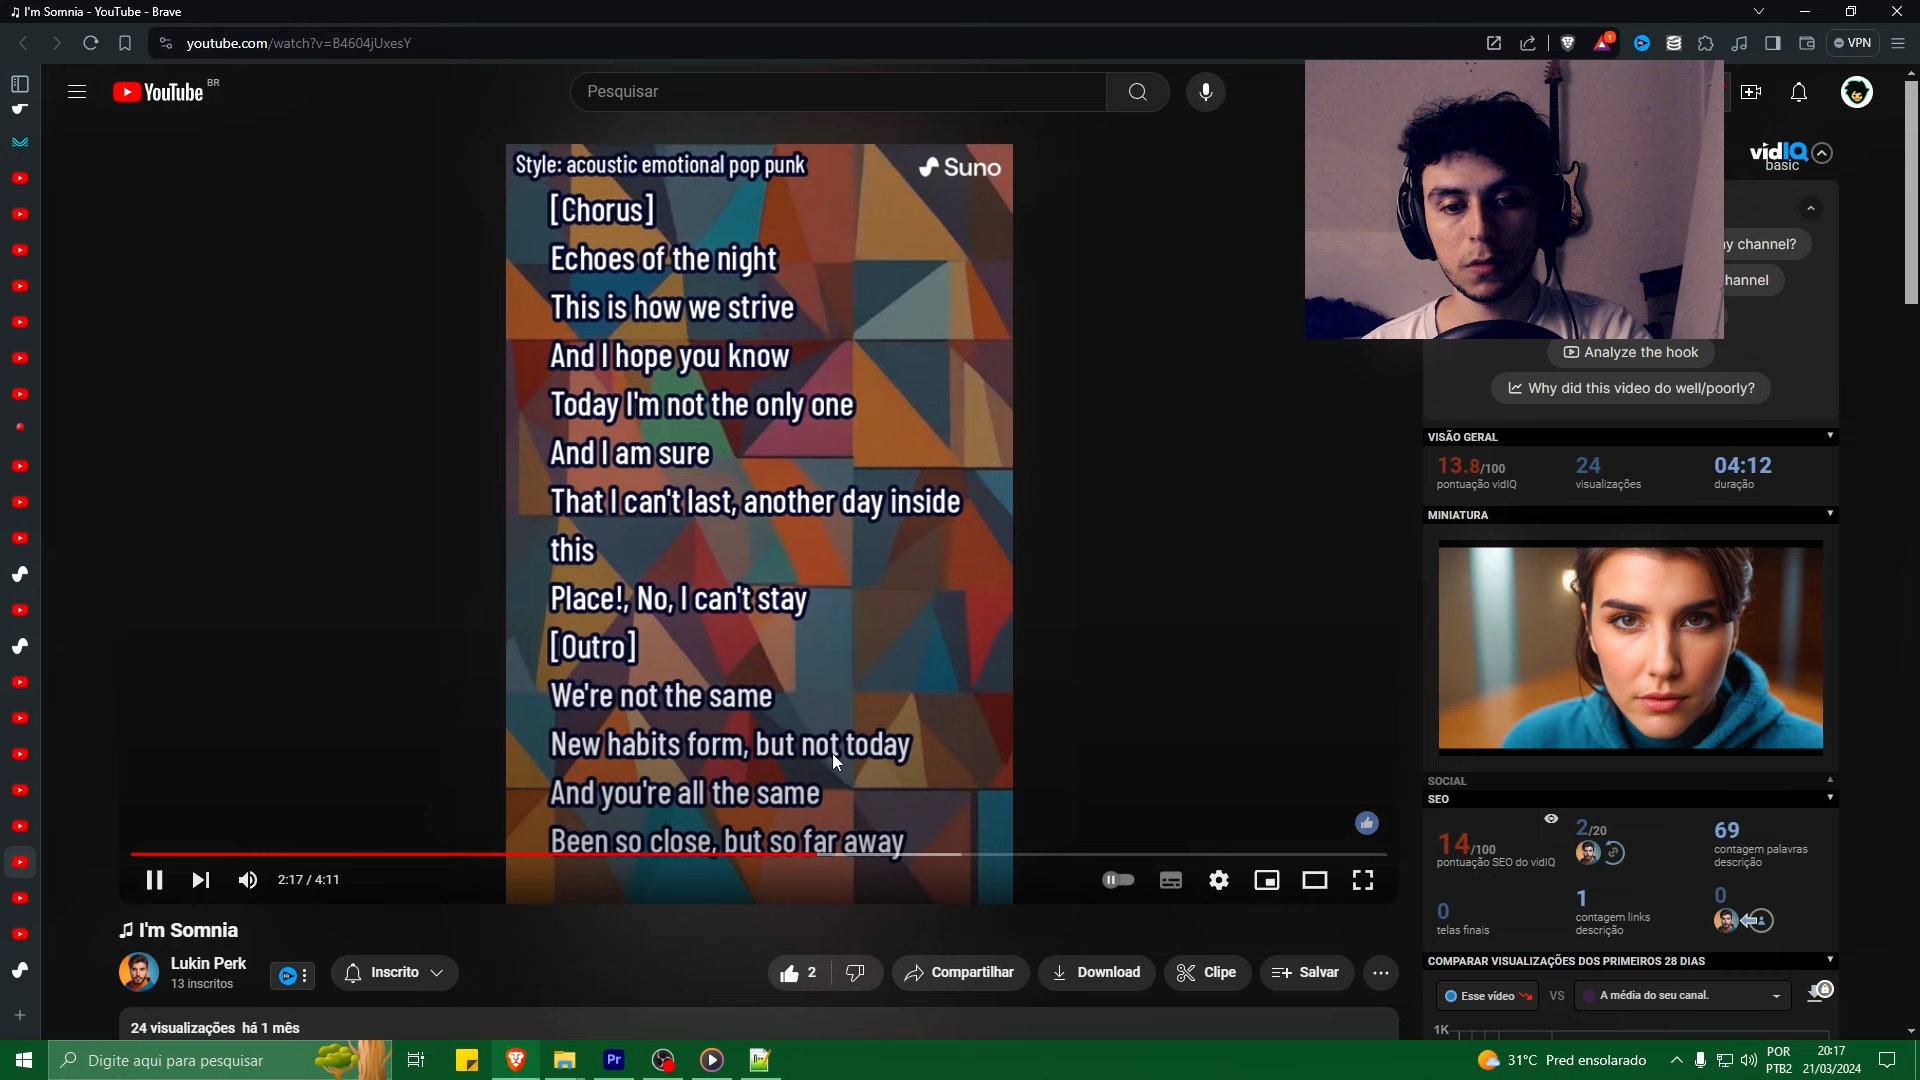 ♫ I'm Somnia - YouTube - Brave
youtube.com/watch?v=B4604jUxesY
1
VPN
YouTube BR
Pesquisar
Style: acoustic emotional pop punk
Suno
[Chorus]
Echoes of the night
This is how we strive
And I hope you know
Today I'm not the only one
And I am sure
That I can't last, another day inside
this
Place!, No, I can't stay
[Outro]
We're not the same
New habits form, but not today
And you're all the same
Been so close, but so far away
2:17 / 4:11
♫ I'm Somnia
Lukin Perk
13 inscritos
Inscrito
2
Compartilhar
Download
Clipe
Salvar
24 visualizações há 1 mês
vidIQ
basic
channel?
hannel
Analyze the hook
Why did this video do well/poorly?
VISÃO GERAL
13.8/100
pontuação vidIQ
24
visualizações
04:12
duração
MINIATURA
SOCIAL
SEO
14/100
pontuação SEO do vidIQ
2/20
69
contagem palavras
descrição
0
telas finais
1
contagem links
descrição
0
COMPARAR VISUALIZAÇÕES DOS PRIMEIROS 28 DIAS
Esse vídeo
VS
A média do seu canal.
1K
Digite aqui para pesquisar
Pr
31°C Pred ensolarado
POR
PTB2
20:17
21/03/2024